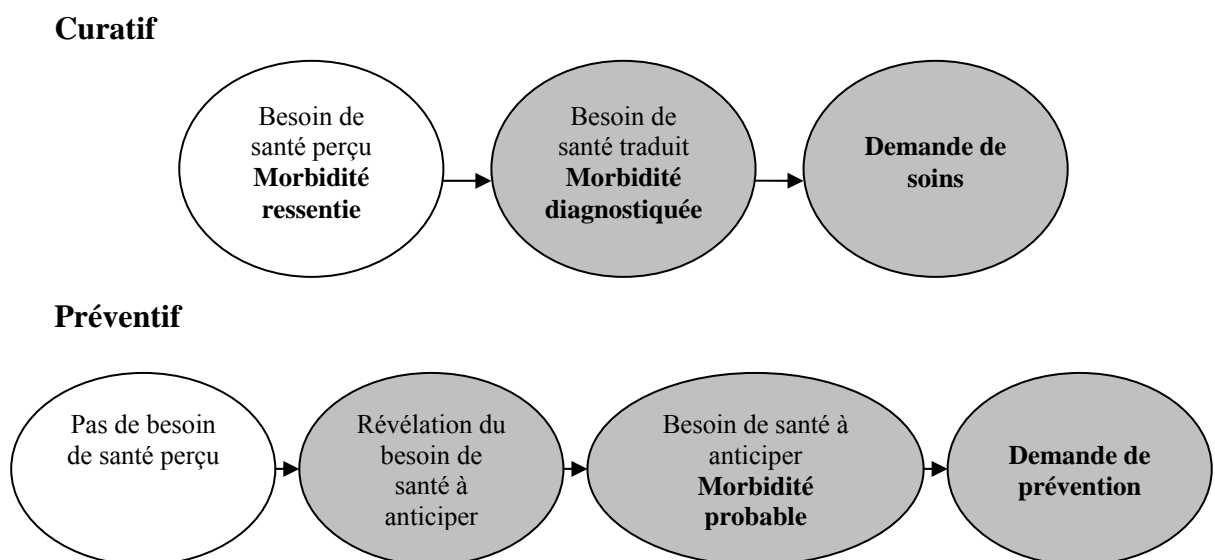 Curatif
Besoin de
santé perçu
Morbidité
ressentie
Besoin de
santé traduit
Morbidité
diagnostiquée
Demande de
soins
Préventif
Pas de besoin
de santé perçu
Révélation du
besoin de
santé à
anticiper
Besoin de santé à
anticiper
Morbidité
probable
Demande de
prévention